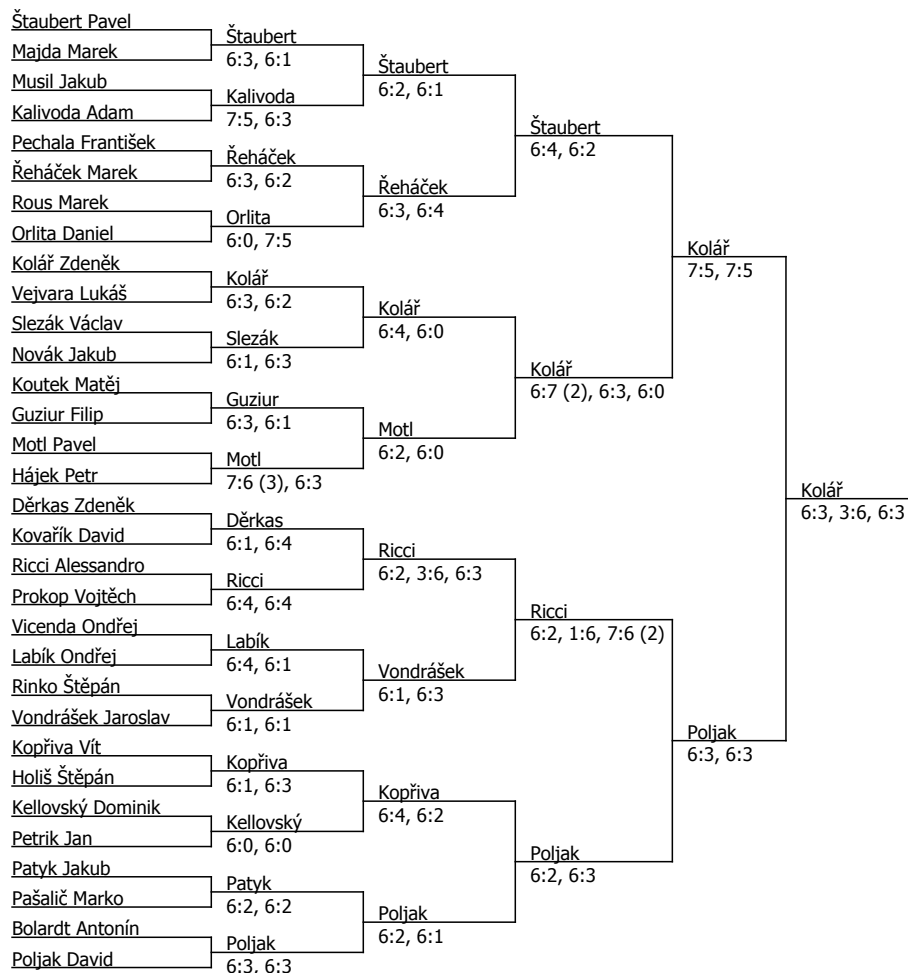 Štaubert Pavel
Majda Marek
Musil Jakub
Kalivoda Adam
Pechala František
Řeháček Marek
Rous Marek
Orlita Daniel
Kolář Zdeněk
Vejvara Lukáš
Slezák Václav
Novák Jakub
Koutek Matěj
Guziur Filip
Motl Pavel
Hájek Petr
Děrkas Zdeněk
Kovařík David
Ricci Alessandro
Prokop Vojtěch
Vicenda Ondřej
Labík Ondřej
Rinko Štěpán
Vondrášek Jaroslav
Kopřiva Vít
Holiš Štěpán
Kellovský Dominik
Petrik Jan
Patyk Jakub
Pašalič Marko
Bolardt Antonín
Poljak David
Štaubert
6:3, 6:1
Kalivoda
7:5, 6:3
Řeháček
6:3, 6:2
Orlita
6:0, 7:5
Kolář
6:3, 6:2
Slezák
6:1, 6:3
Guziur
6:3, 6:1
Motl
7:6 (3), 6:3
Děrkas
6:1, 6:4
Ricci
6:4, 6:4
Labík
6:4, 6:1
Vondrášek
6:1, 6:1
Kopřiva
6:1, 6:3
Kellovský
6:0, 6:0
Patyk
6:2, 6:2
Poljak
6:3, 6:3
Štaubert
6:2, 6:1
Řeháček
6:3, 6:4
Kolář
6:4, 6:0
Motl
6:2, 6:0
Ricci
6:2, 3:6, 6:3
Vondrášek
6:1, 6:3
Kopřiva
6:4, 6:2
Poljak
6:2, 6:1
Štaubert
6:4, 6:2
Kolář
6:7 (2), 6:3, 6:0
Ricci
6:2, 1:6, 7:6 (2)
Poljak
6:2, 6:3
Kolář
7:5, 7:5
Poljak
6:3, 6:3
Kolář
6:3, 3:6, 6:3